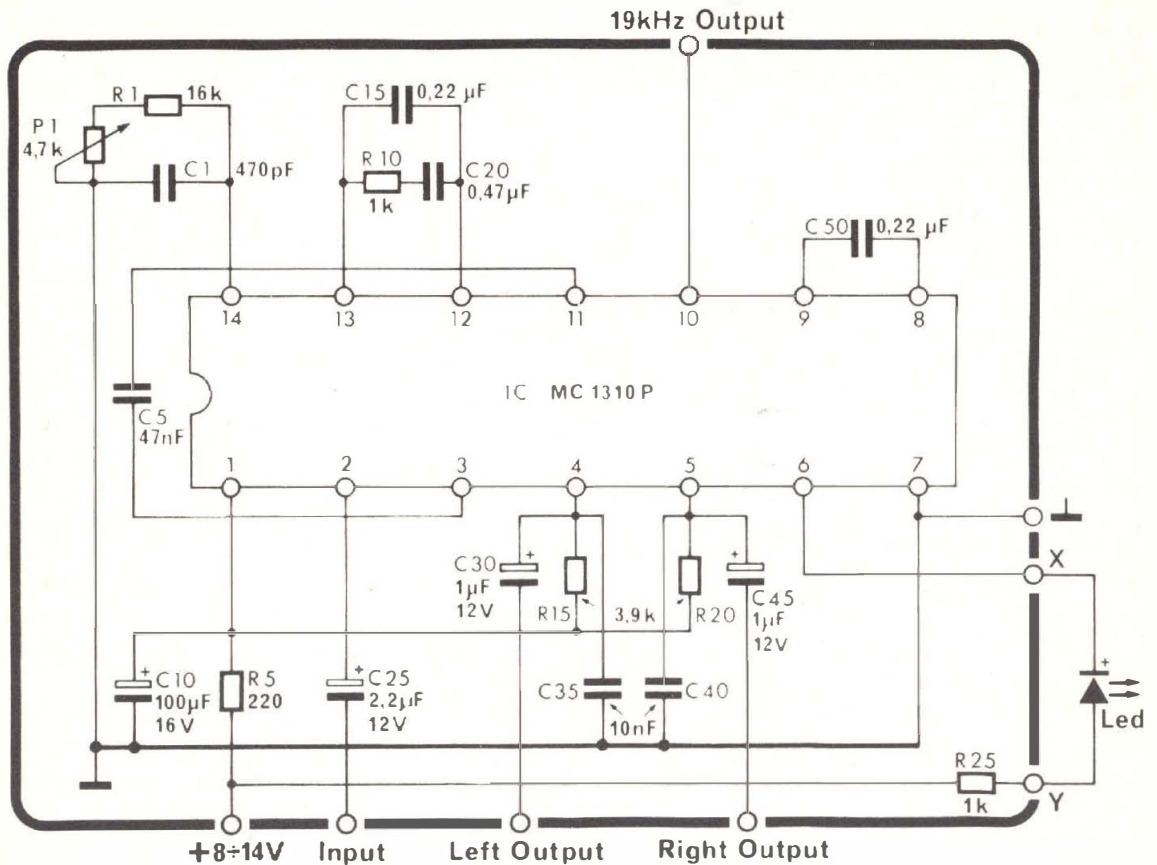 19kHz Output
R1 16k
P1
4,7k
C1 470pF
C15 0,22 µF
R10
1k
C20
0,47µF
C50 0,22 µF
14 13 12 11 10 9 8
IC MC 1310 P
C5
47nF
1 2 3 4 5 6 7
X
C30
1µF
12V
R15 3,9k R20
C45
1µF
12V
C10
100µF
16V
R5
220
C25
2,2µF
12V
C35 C40
10nF
Led
R25
1k
Y
+8÷14V Input Left Output Right Output
+
+
+
+
+